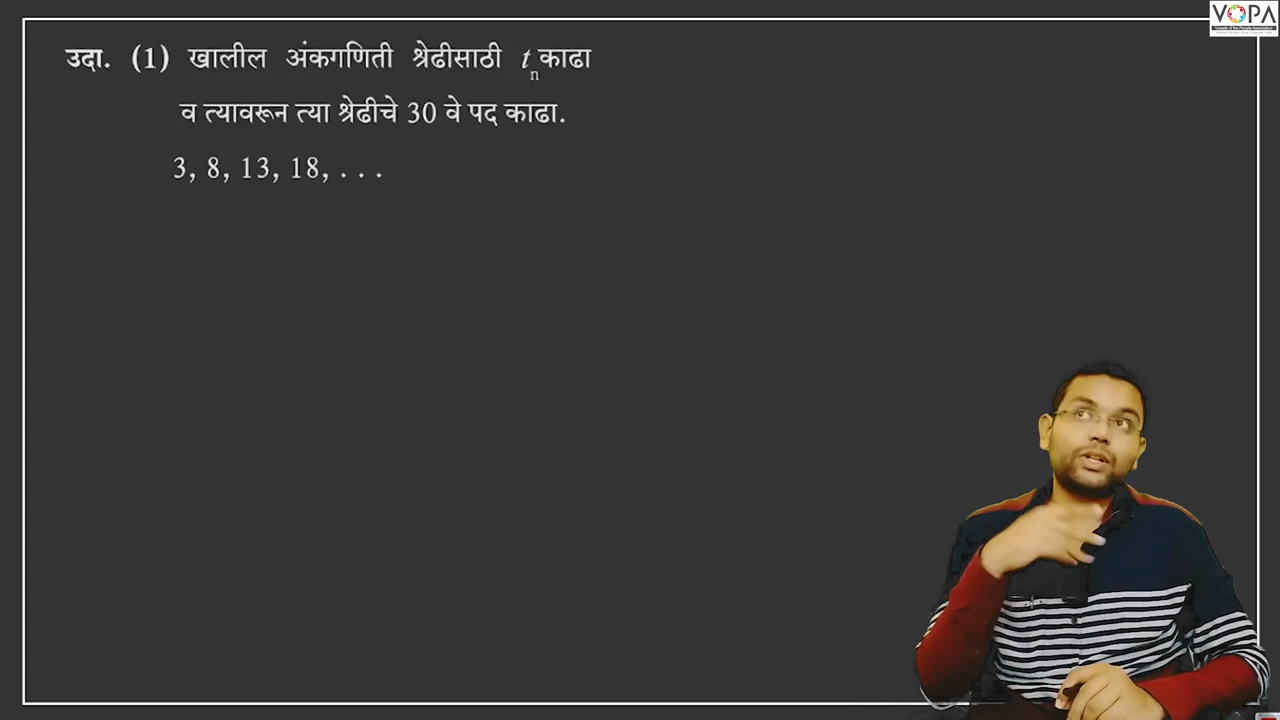 VOPA
उदा. (1) खालील अंकगणिती श्रेढीसाठी tₙ काढा
व त्यावरून त्या श्रेढीचे 30 वे पद काढा.
3, 8, 13, 18, . . .